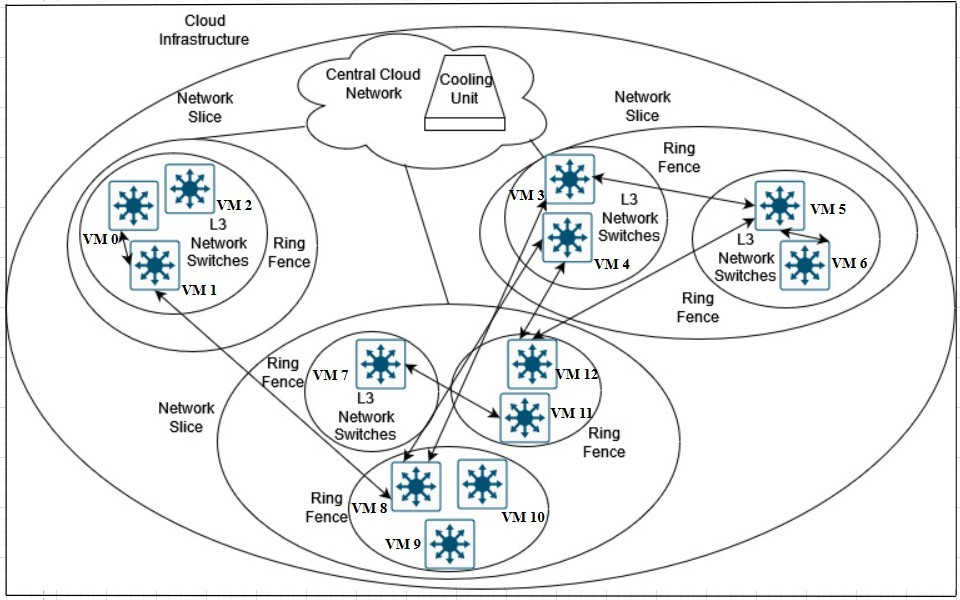 Cloud
Infrastructure
Central Cloud
Network
Cooling
Unit
Network
Slice
VM 0
VM 2
L3
Network
Switches
VM 1
Ring
Fence
Network
Slice
Ring
Fence
VM 3
L3
Network
Switches
VM 4
VM 5
L3
Network
Switches
VM 6
Ring
Fence
Network
Slice
Ring
Fence
VM 7
L3
Network
Switches
VM 12
VM 11
Ring
Fence
Ring
Fence
VM 8
VM 10
VM 9